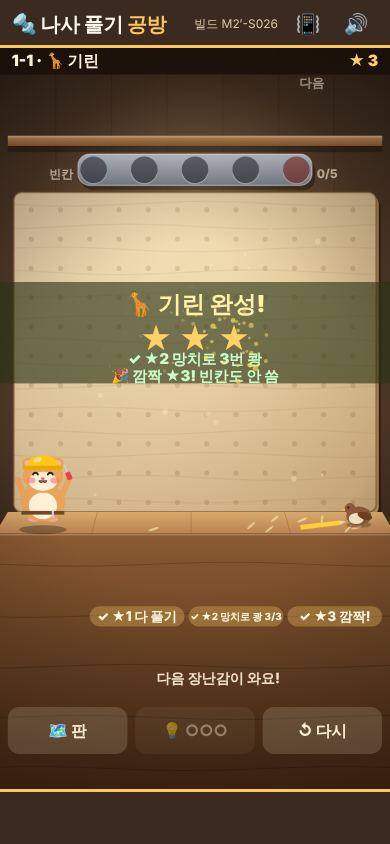 나사 풀기 공방 빌드 M2'-S026
1-1 · 기린 ★ 3
다음
빈칸 0/5
기린 완성!
★ ★ ★
✓ ★2 망치로 3번 쾅
깜짝 ★3! 빈칸도 안 씀
✓ ★1 다 풀기 ✓ ★2 망치로 쾅 3/3 ✓ ★3 깜짝!
다음 장난감이 와요!
판 다시